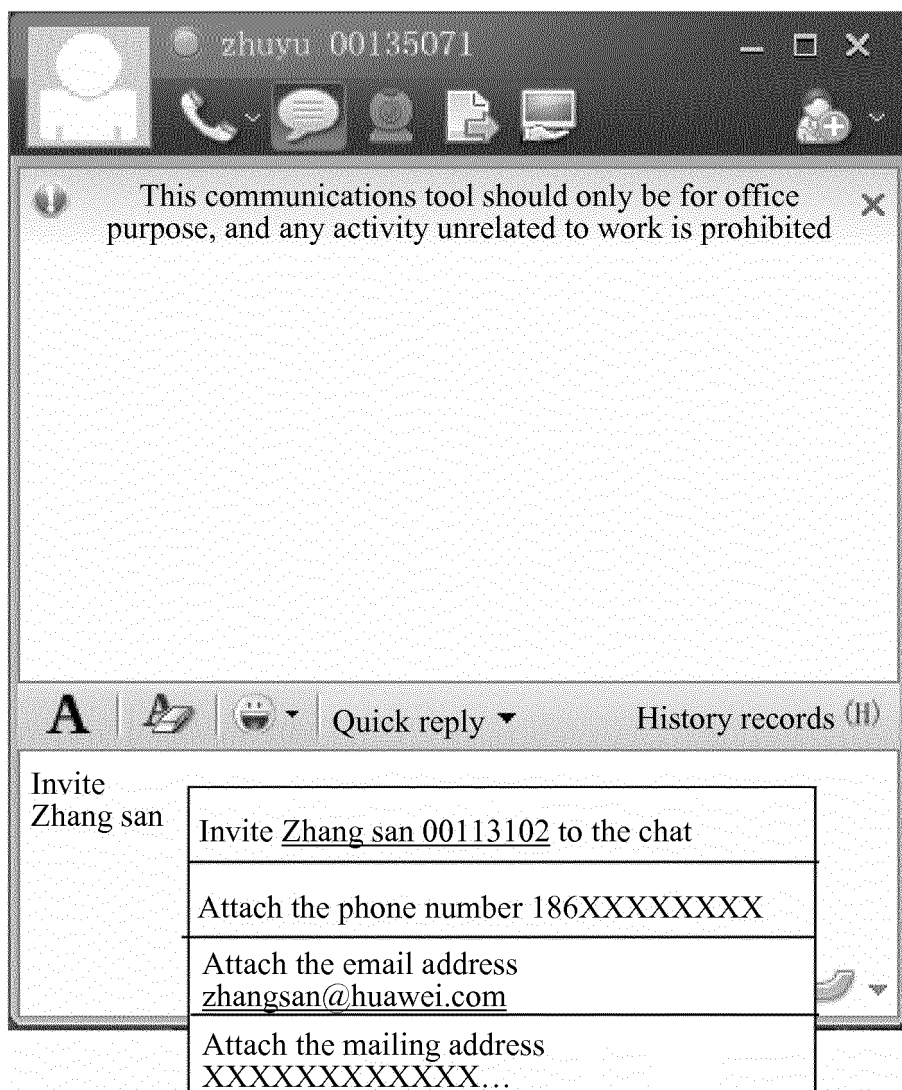 zhuyu 00135071
This communications tool should only be for office
purpose, and any activity unrelated to work is prohibited
A
Quick reply
History records (H)
Invite
Zhang san
Invite Zhang san 00113102 to the chat
Attach the phone number 186XXXXXXXX
Attach the email address
zhangsan@huawei.com
Attach the mailing address
XXXXXXXXXXXX…